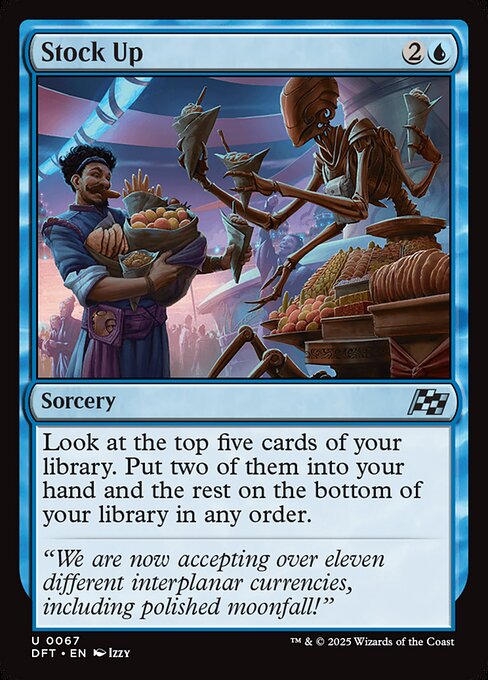 Stock Up 2
Sorcery
Look at the top five cards of your
library. Put two of them into your
hand and the rest on the bottom of
your library in any order.
“We are now accepting over eleven
different interplanar currencies,
including polished moonfall!”
U 0067
DFT • EN Izzy
™ & © 2025 Wizards of the Coast